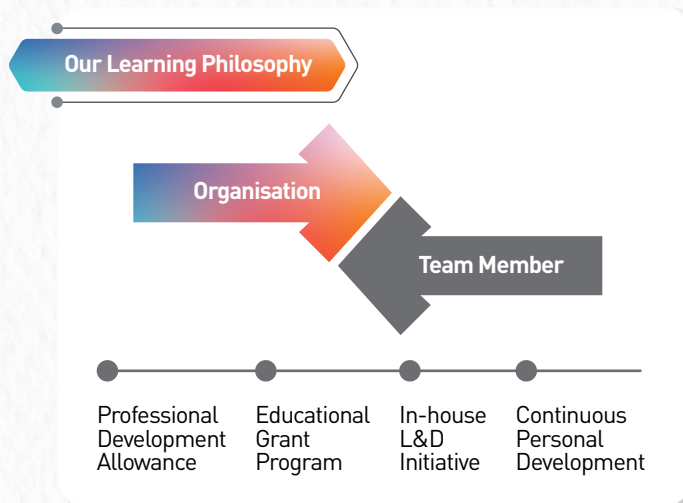 Our Learning Philosophy
Organisation
Team Member
Professional
Development
Allowance
Educational
Grant
Program
In-house
L&D
Initiative
Continuous
Personal
Development